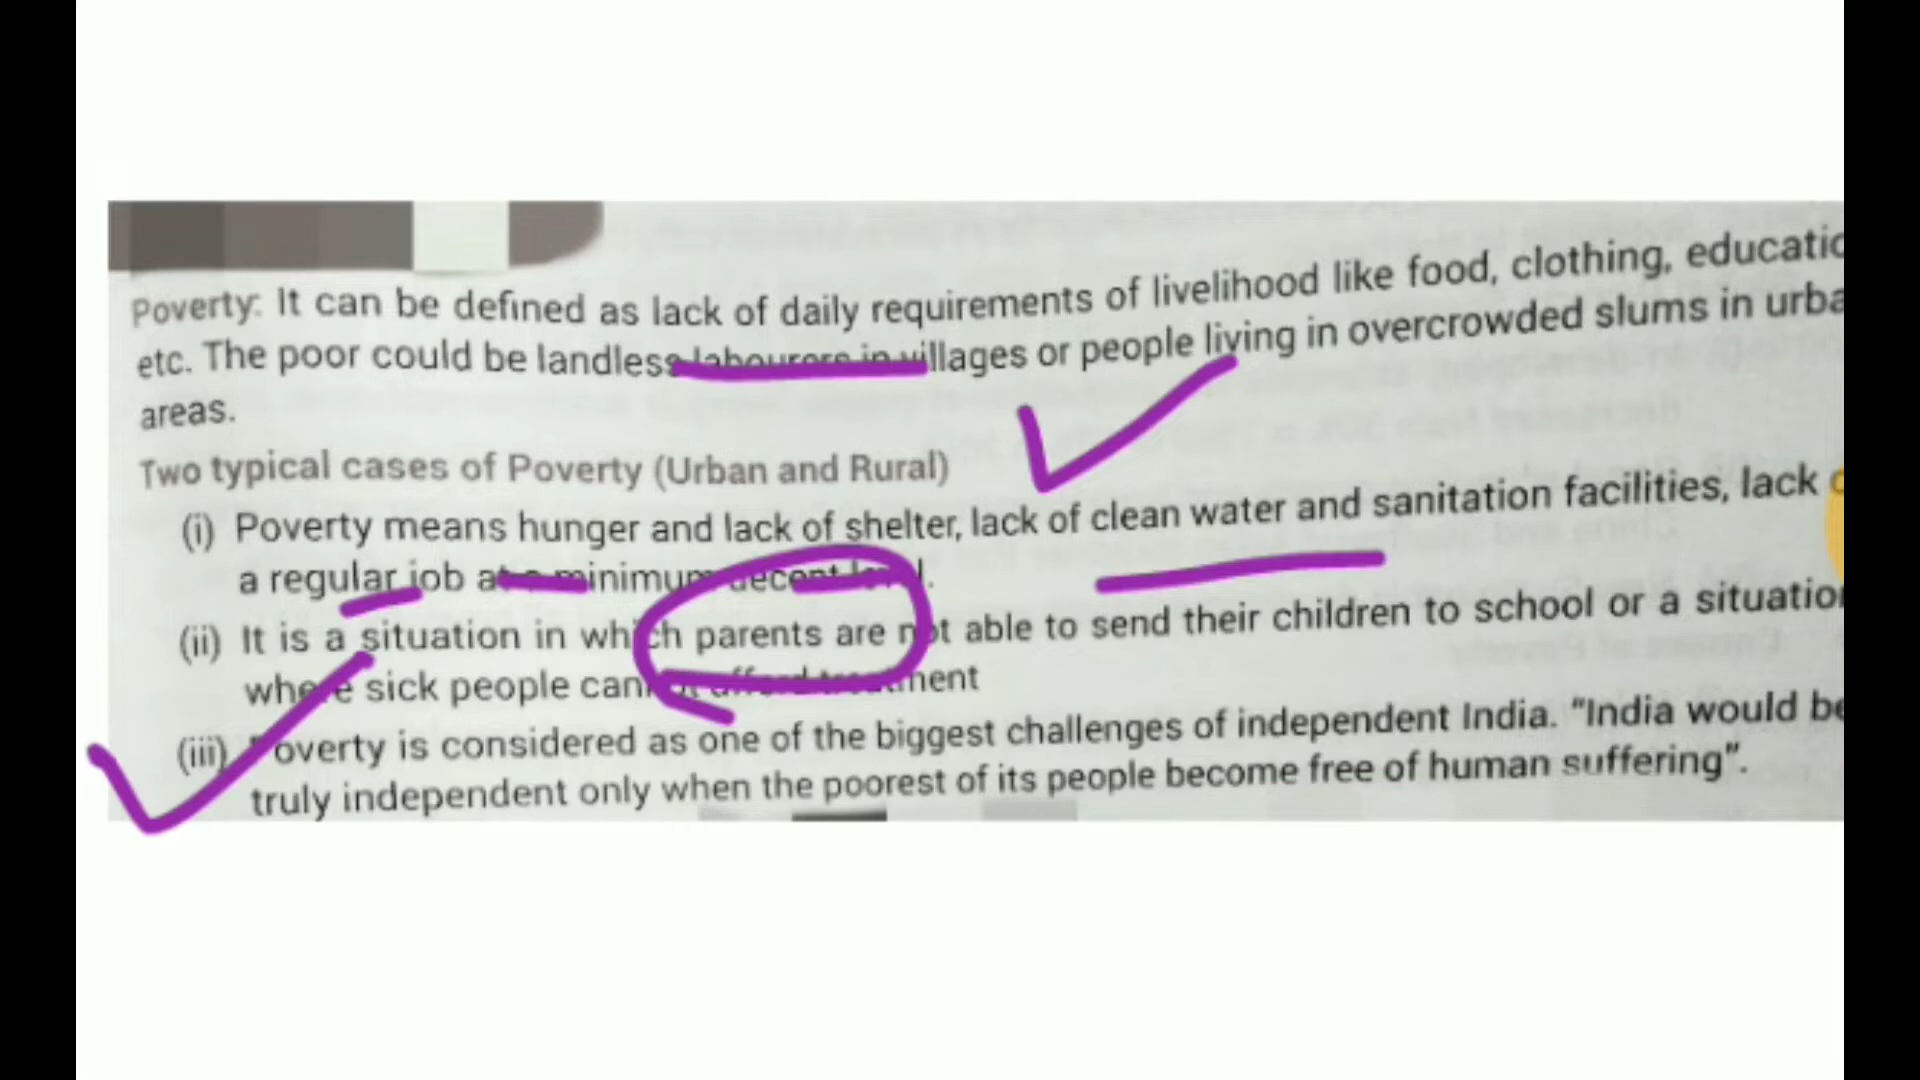 Poverty: It can be defined as lack of daily requirements of livelihood like food, clothing,
etc. The poor could be landless labourers in villages or people living in overcrowded slums in
areas.
Two typical cases of Poverty (Urban and Rural)
(i) Poverty means hunger and lack of shelter, lack of clean water and sanitation facilities, lack
a regular job at a minimum decent level.
(ii) It is a situation in which parents are not able to send their children to school or a
where sick people cannot afford treatment
(iii) Poverty is considered as one of the biggest challenges of independent India. "India would be
truly independent only when the poorest of its people become free of human suffering".